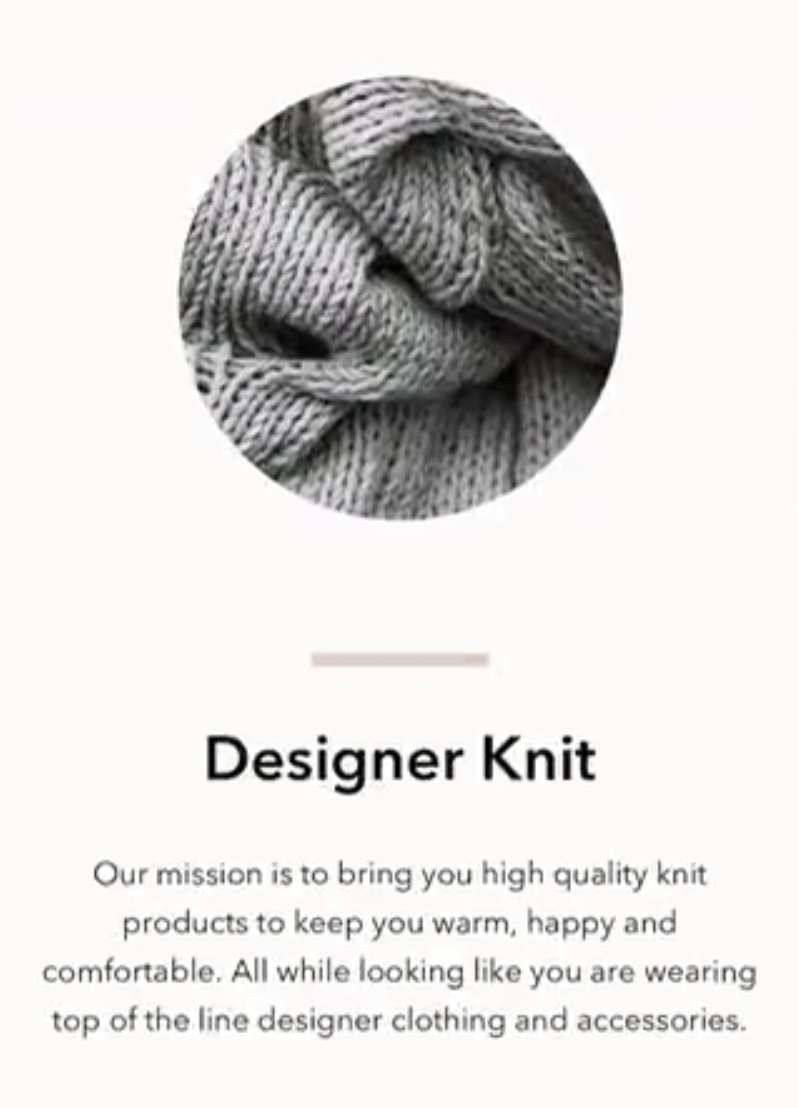 Designer Knit
Our mission is to bring you high quality knit
products to keep you warm, happy and
comfortable. All while looking like you are wearing
top of the line designer clothing and accessories.